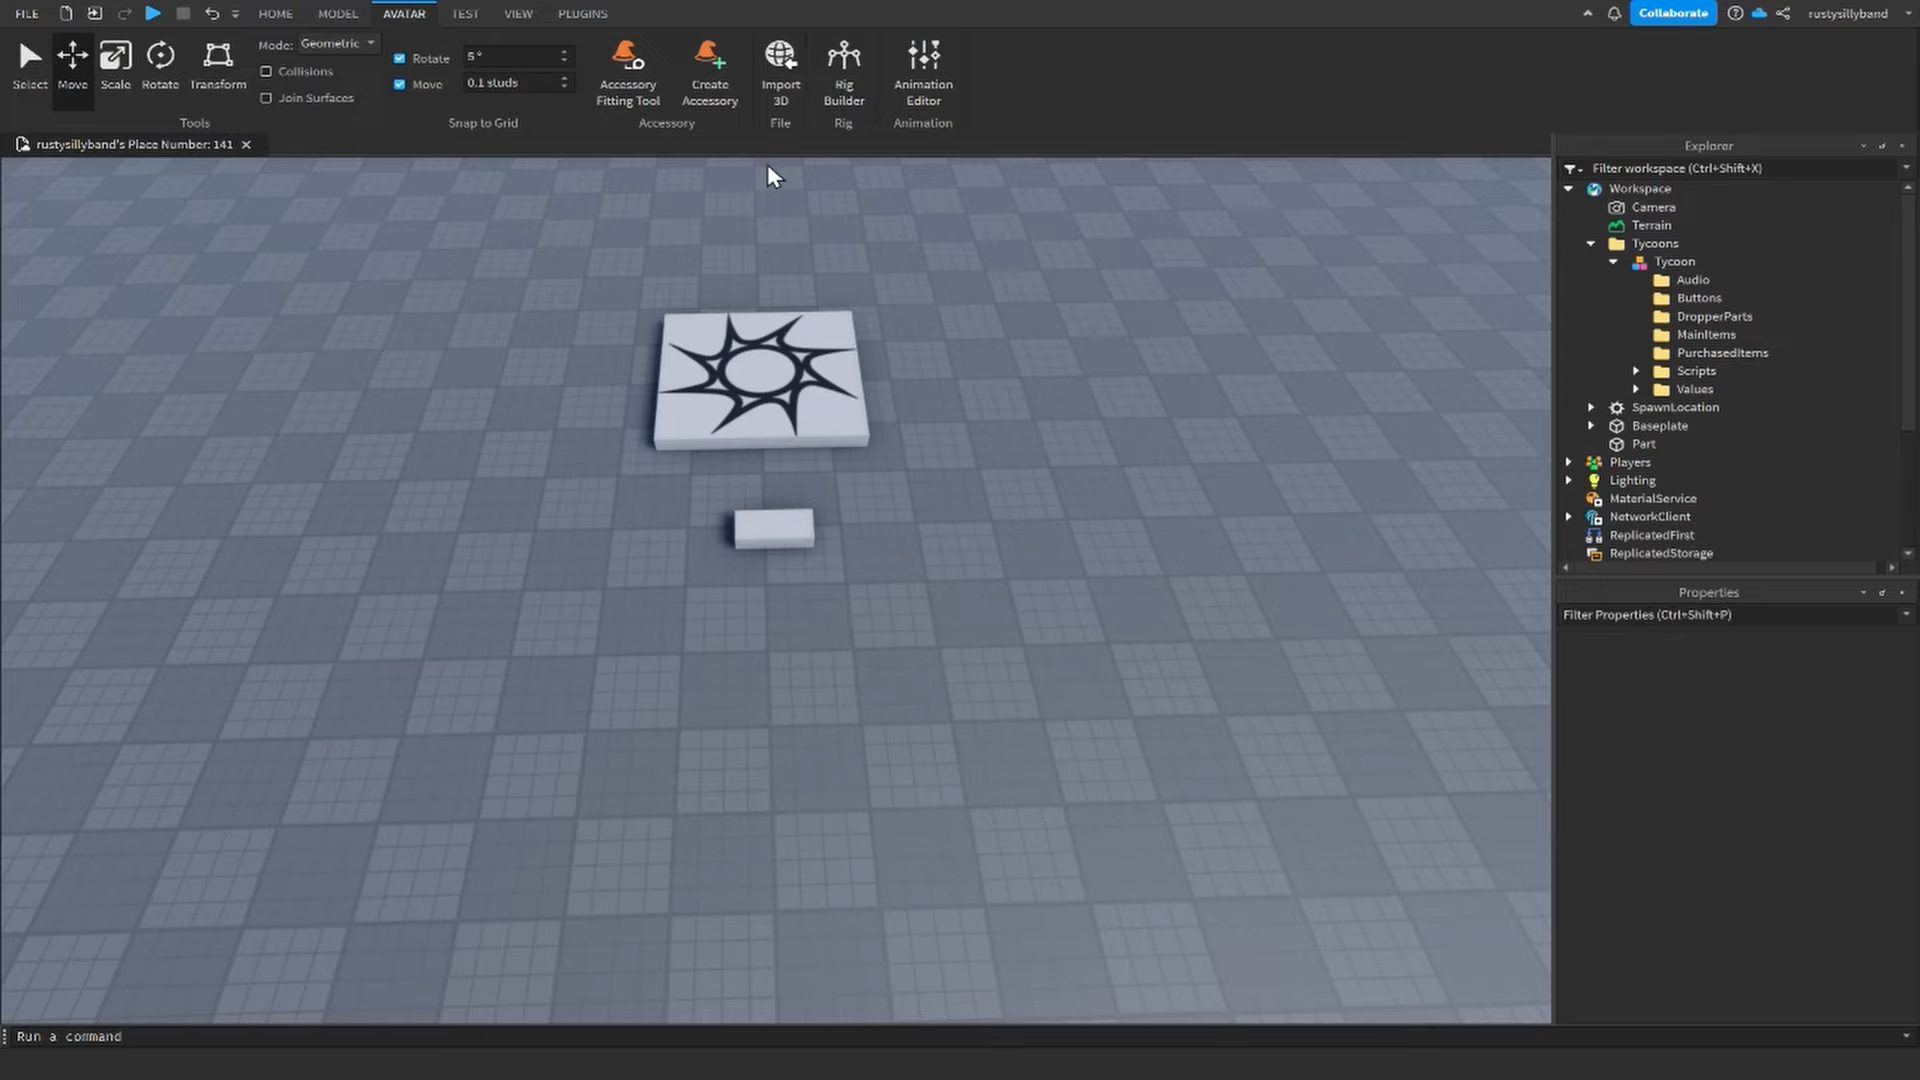 FILE HOME MODEL AVATAR TEST VIEW PLUGINS Collaborate rustysillyband
Select Move Scale Rotate Transform
Mode: Geometric
Collisions
Join Surfaces
Tools
Rotate 5°
Move 0.1 studs
Snap to Grid
Accessory Fitting Tool
Create Accessory
Accessory
Import 3D
File
Rig Builder
Rig
Animation Editor
Animation
rustysillyband's Place Number: 141
Explorer
Filter workspace (Ctrl+Shift+X)
Workspace
Camera
Terrain
Tycoons
Tycoon
Audio
Buttons
DropperParts
MainItems
PurchasedItems
Scripts
Values
SpawnLocation
Baseplate
Part
Players
Lighting
MaterialService
NetworkClient
ReplicatedFirst
ReplicatedStorage
Properties
Filter Properties (Ctrl+Shift+P)
Run a command